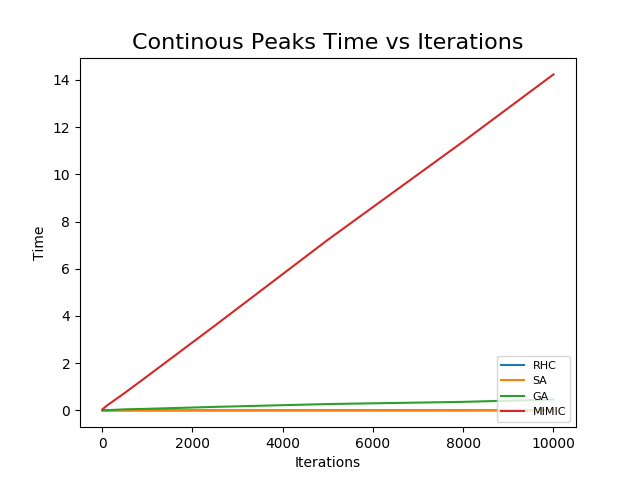 Continous Peaks Time vs Iterations
14
12
10
8
6
4
2
0
Time
RHC
SA
GA
MIMIC
0 2000 4000 6000 8000 10000
Iterations